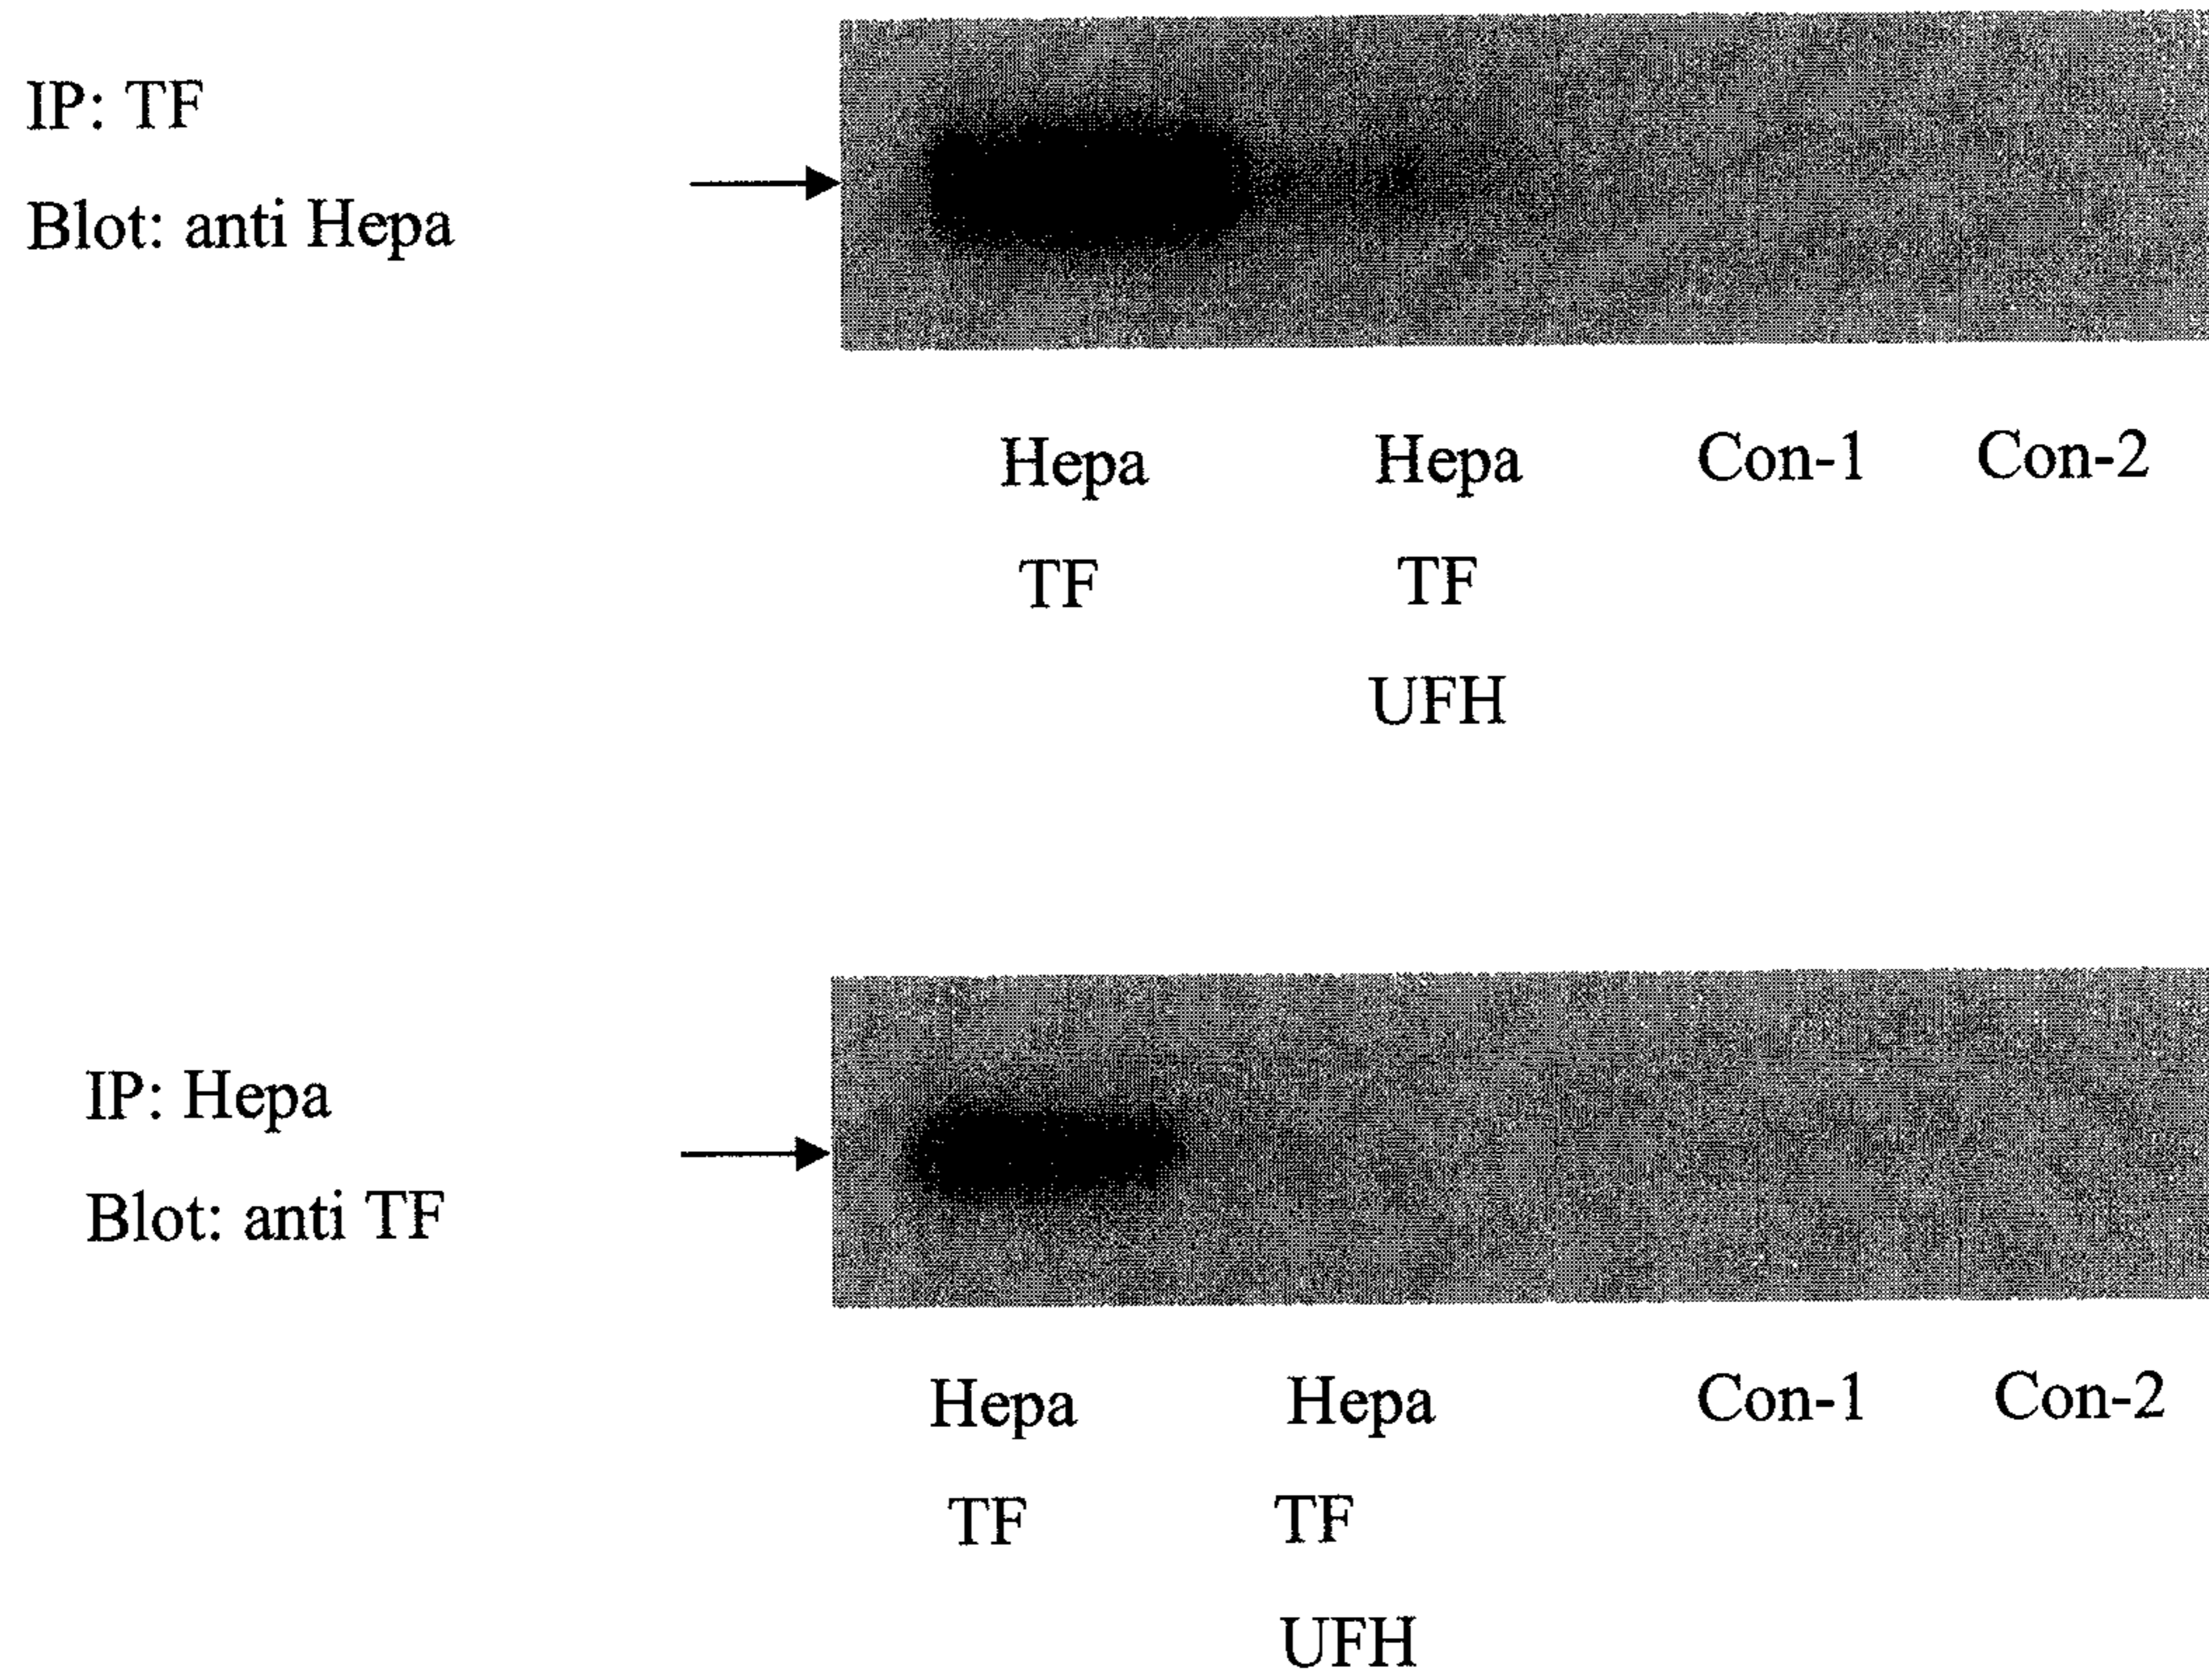 IP: TF
Blot: anti Hepa
Hepa Hepa Con-1 Con-2
TF TF
UFH
IP: Hepa
Blot: anti TF
Hepa Hepa Con-1 Con-2
TF TF
UFH